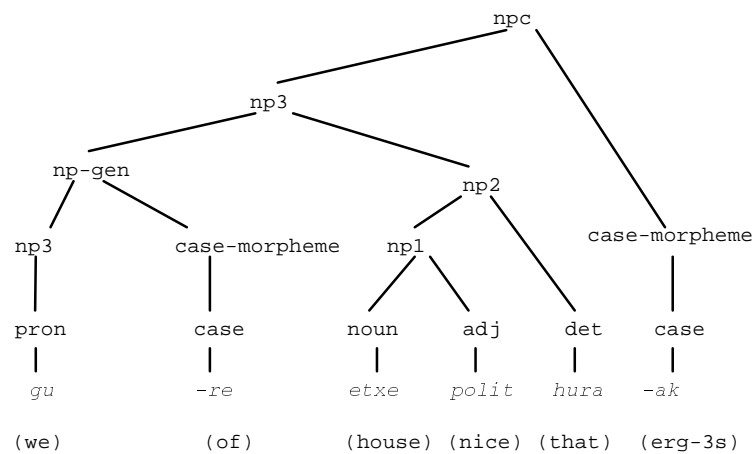 npc
np3
np-gen
np2
case-morpheme
np3 case-morpheme np1
pron case noun adj det case
gu -re etxe polit hura -ak
(we) (of) (house) (nice) (that) (erg-3s)